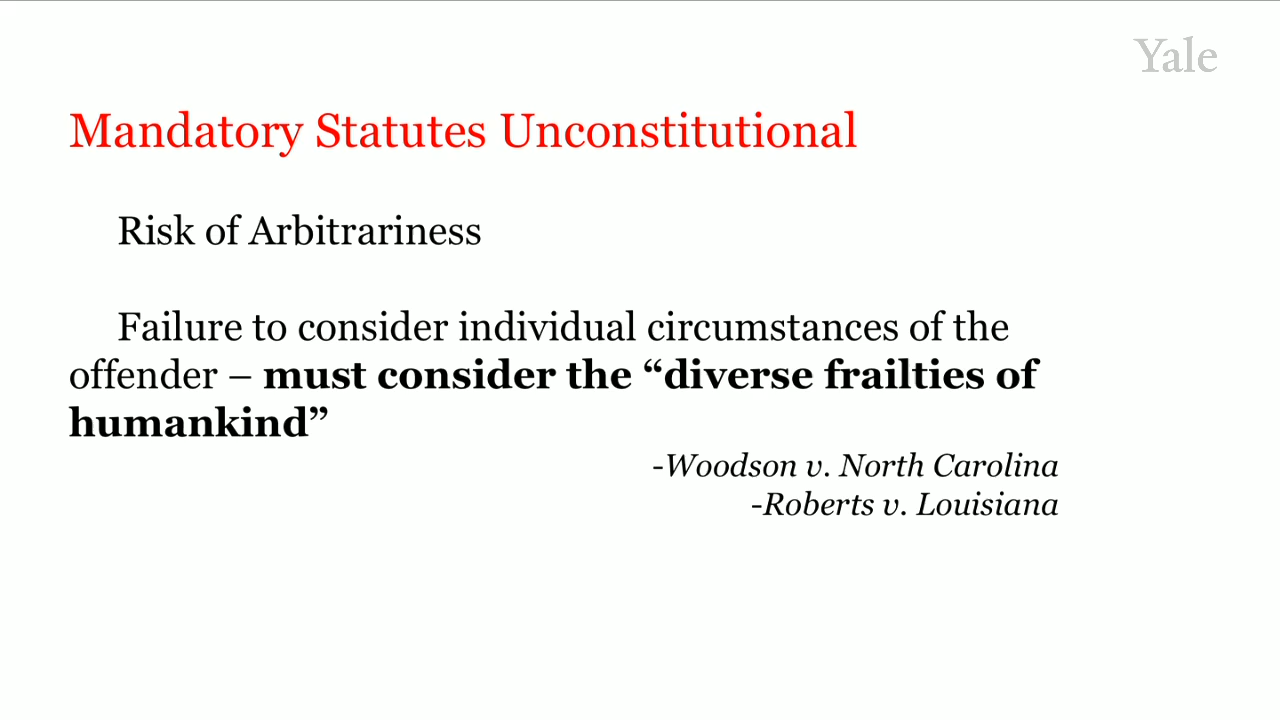 Yale
Mandatory Statutes Unconstitutional
Risk of Arbitrariness
Failure to consider individual circumstances of the
offender – must consider the “diverse frailties of
humankind”
-Woodson v. North Carolina
-Roberts v. Louisiana